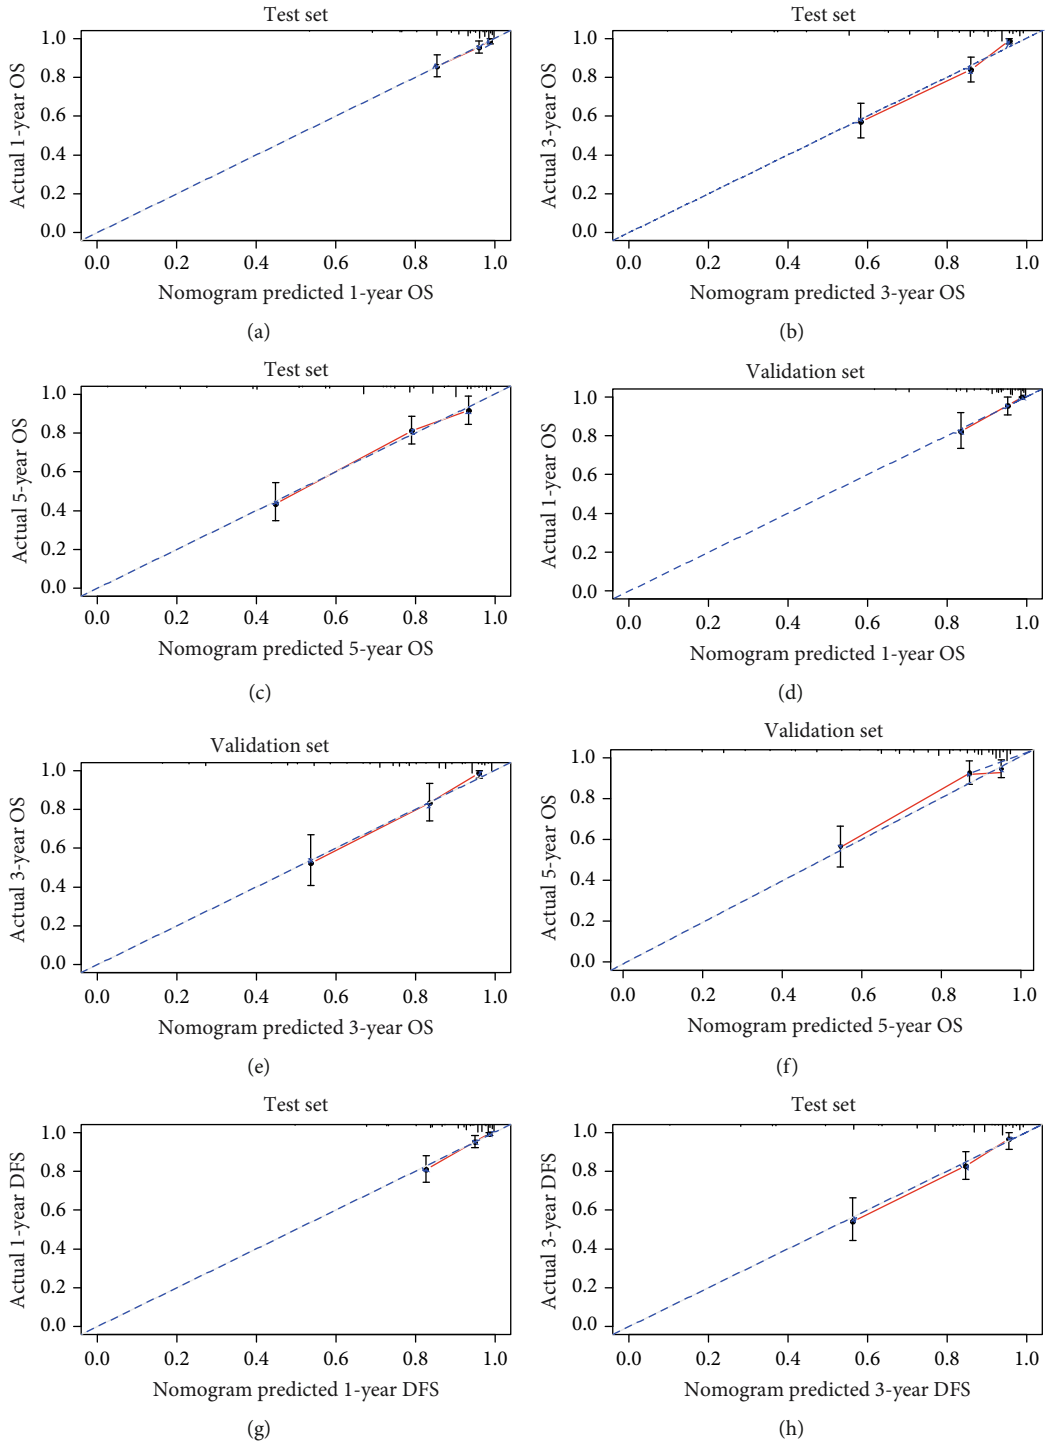 Test set
1.0
0.8
0.6
0.4
0.2
0.0
Actual 1-year OS
0.0 0.2 0.4 0.6 0.8 1.0
Nomogram predicted 1-year OS
(a)
Test set
1.0
0.8
0.6
0.4
0.2
0.0
Actual 3-year OS
0.0 0.2 0.4 0.6 0.8 1.0
Nomogram predicted 3-year OS
(b)
Test set
1.0
0.8
0.6
0.4
0.2
0.0
Actual 5-year OS
0.0 0.2 0.4 0.6 0.8 1.0
Nomogram predicted 5-year OS
(c)
Validation set
1.0
0.8
0.6
0.4
0.2
0.0
Actual 1-year OS
0.0 0.2 0.4 0.6 0.8 1.0
Nomogram predicted 1-year OS
(d)
Validation set
1.0
0.8
0.6
0.4
0.2
0.0
Actual 3-year OS
0.0 0.2 0.4 0.6 0.8 1.0
Nomogram predicted 3-year OS
(e)
Validation set
1.0
0.8
0.6
0.4
0.2
0.0
Actual 5-year OS
0.0 0.2 0.4 0.6 0.8 1.0
Nomogram predicted 5-year OS
(f)
Test set
1.0
0.8
0.6
0.4
0.2
0.0
Actual 1-year DFS
0.0 0.2 0.4 0.6 0.8 1.0
Nomogram predicted 1-year DFS
(g)
Test set
1.0
0.8
0.6
0.4
0.2
0.0
Actual 3-year DFS
0.0 0.2 0.4 0.6 0.8 1.0
Nomogram predicted 3-year DFS
(h)